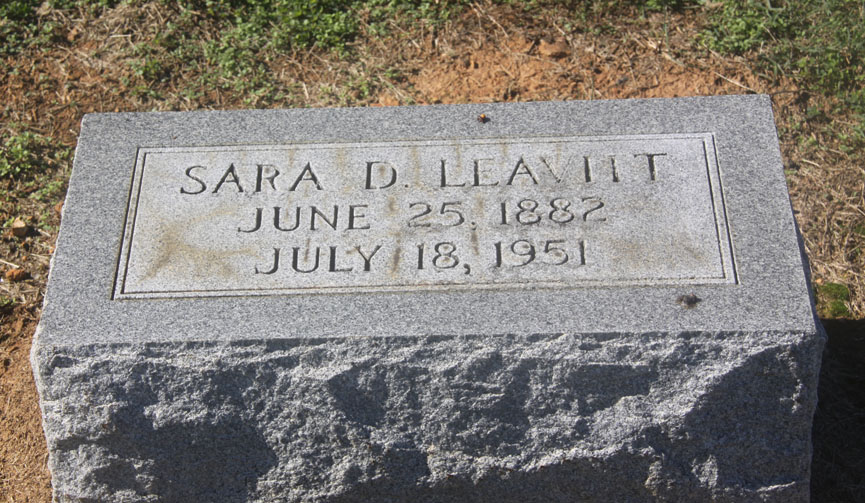 SARA D. LEAVITT
JUNE 25, 1882
JULY 18, 1951